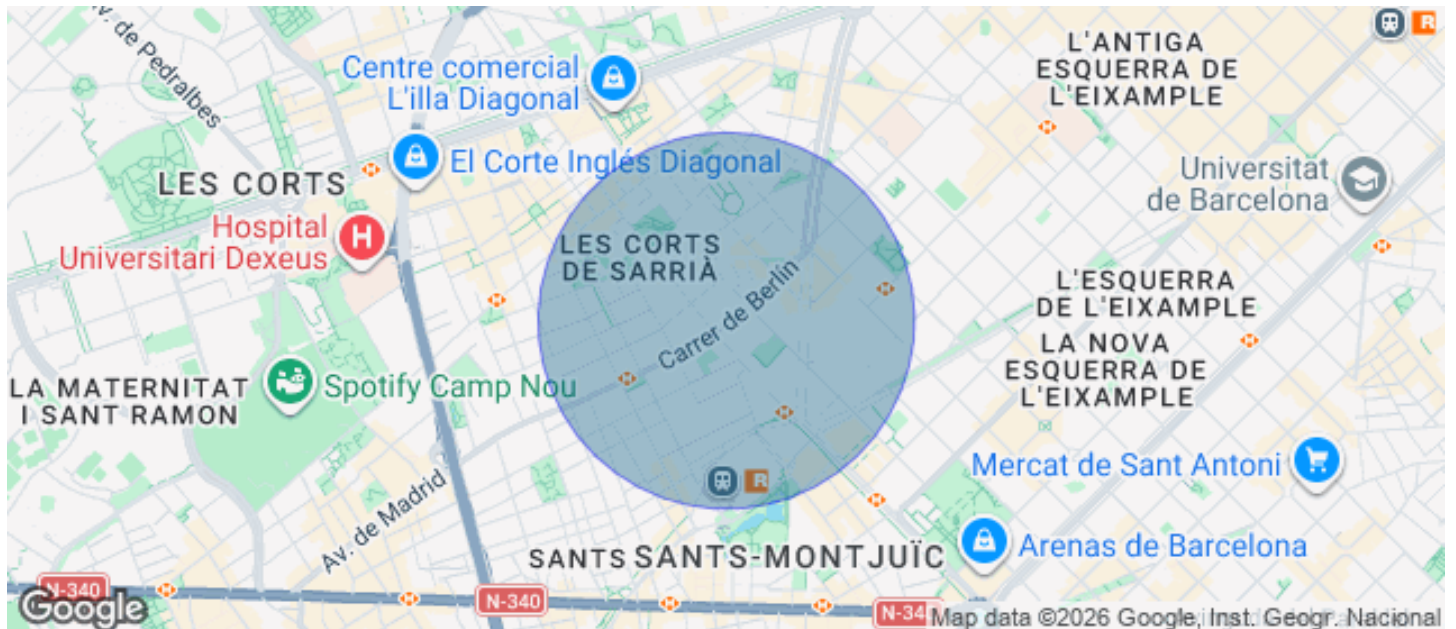 Av. de Pedralbes
Centre comercial
L'illa Diagonal
L'ANTIGA
ESQUERRA DE
L'EIXAMPLE
R
El Corte Inglés Diagonal
LES CORTS
Universitat
de Barcelona
Hospital
Universitari Dexeus
H
LES CORTS
DE SARRIÀ
Carrer de Berlín
L'ESQUERRA
DE L'EIXAMPLE
LA NOVA
ESQUERRA DE
L'EIXAMPLE
LA MATERNITAT
I SANT RAMON
Spotify Camp Nou
Mercat de Sant Antoni
R
Av. de Madrid
SANTS
SANTS-MONTJUÏC
Arenas de Barcelona
N-340
N-340
N-34
Google
Map data ©2026 Google, Inst. Geogr. Nacional